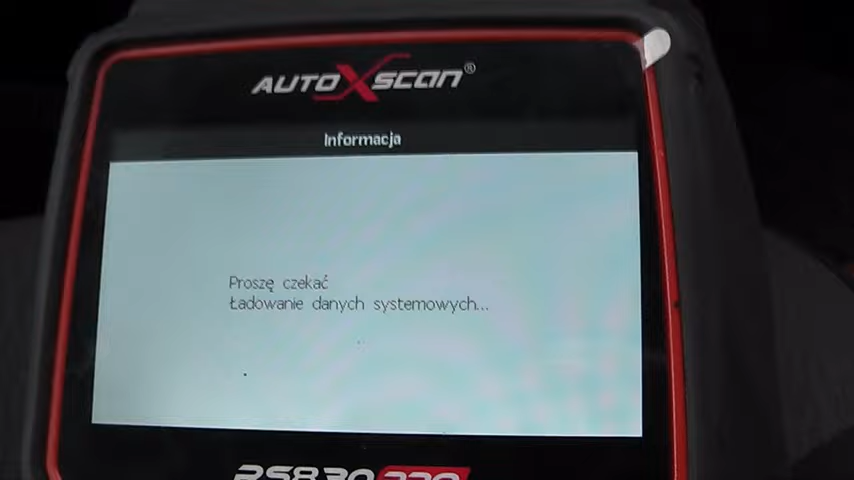 AUTOXSCAN®
Informacja
Proszę czekać
Ładowanie danych systemowych...